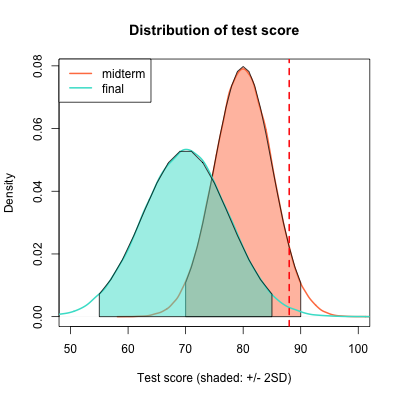 Distribution of test score
midterm
final
Density
0.00 0.02 0.04 0.06 0.08
50 60 70 80 90 100
Test score (shaded: +/- 2SD)